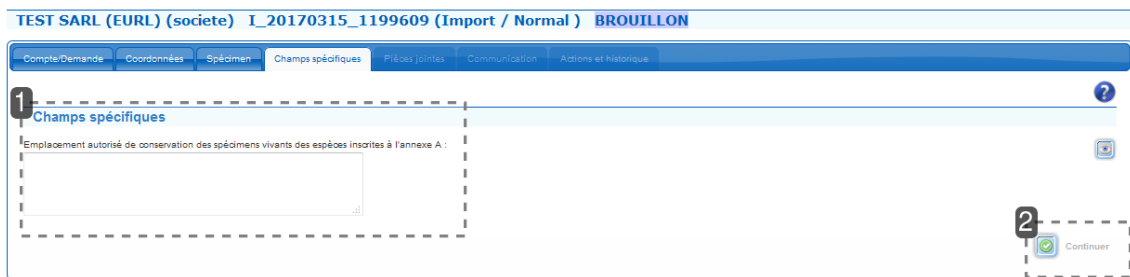 TEST SARL (EURL) (societe) I_20170315_1199609 (Import / Normal ) BROUILLON
Compte/Demande Coordonnées Spécimen Champs spécifiques Pièces jointes Communication Actions et historique
?
1
Champs spécifiques
Emplacement autorisé de conservation des spécimens vivants des espèces inscrites à l'annexe A :
2
Continuer